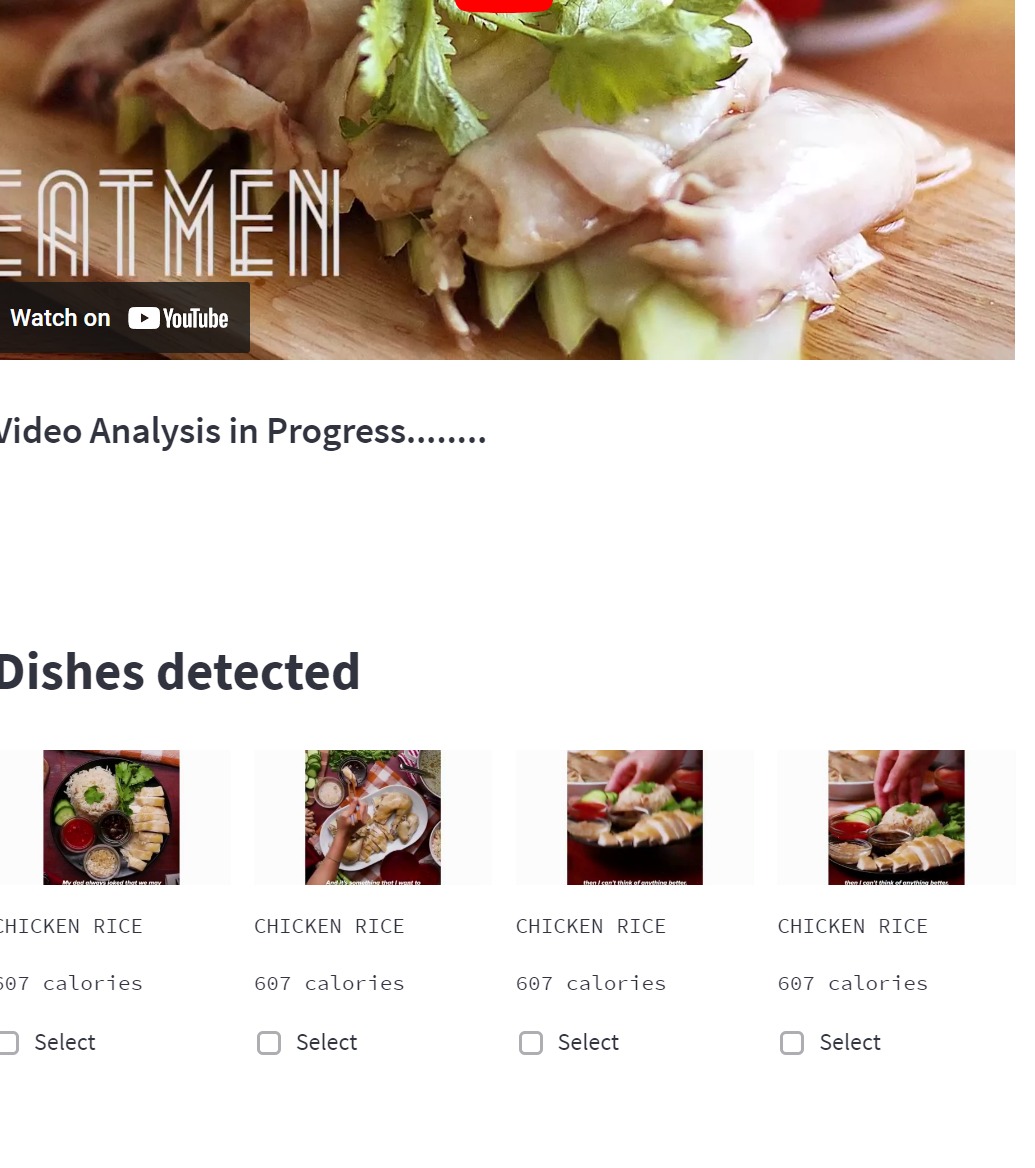 EATMEN
Watch on YouTube
Video Analysis in Progress........
Dishes detected
My dad always joked that we may
And it's something that I want to
then I can't think of anything better.
then I can't think of anything better.
CHICKEN RICE
CHICKEN RICE
CHICKEN RICE
CHICKEN RICE
607 calories
607 calories
607 calories
607 calories
Select
Select
Select
Select